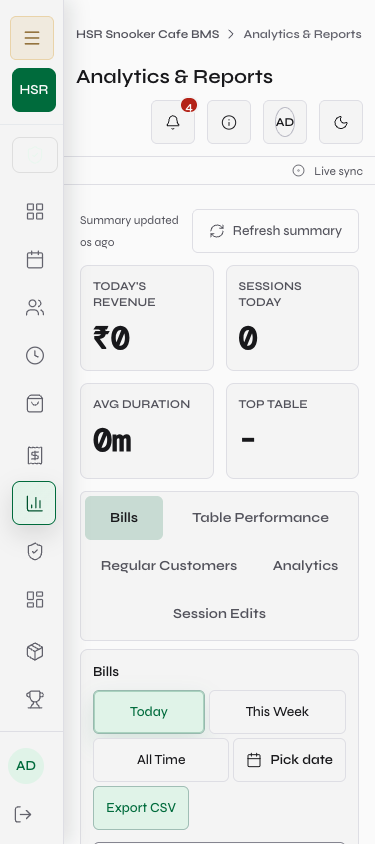 HSR Snooker Cafe BMS > Analytics & Reports
HSR
Analytics & Reports
4
AD
Live sync
Summary updated
0s ago
Refresh summary
TODAY'S
REVENUE
₹0
SESSIONS
TODAY
0
AVG DURATION
0m
TOP TABLE
-
Bills
Table Performance
Regular Customers
Analytics
Session Edits
Bills
Today
This Week
All Time
Pick date
Export CSV
AD